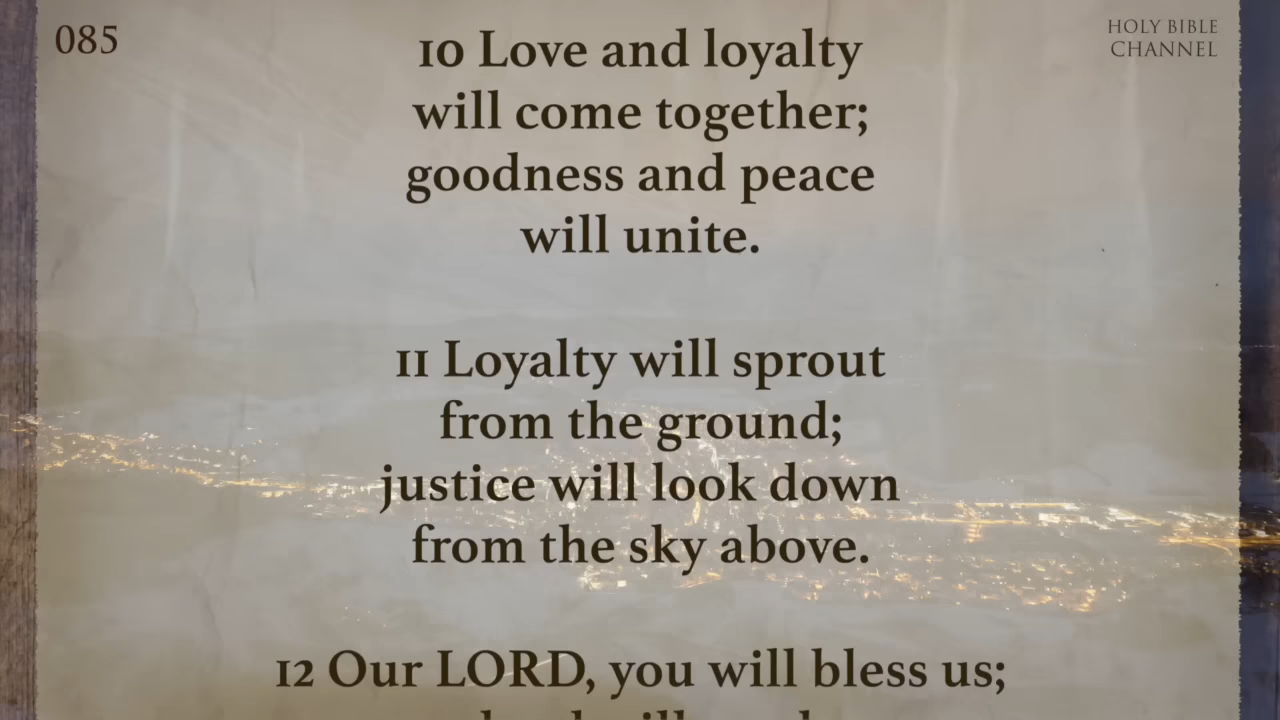 085
HOLY BIBLE
CHANNEL
10 Love and loyalty
will come together;
goodness and peace
will unite.
11 Loyalty will sprout
from the ground;
justice will look down
from the sky above.
12 Our LORD, you will bless us;